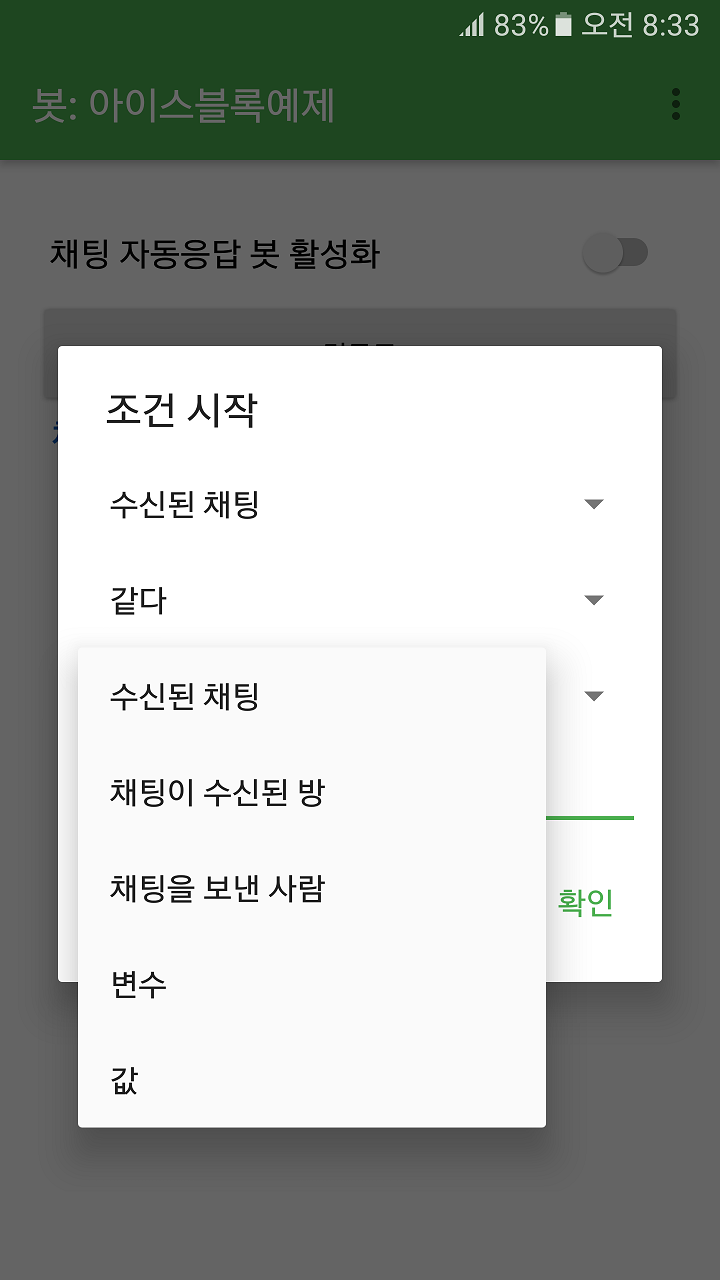 83% 오전 8:33
봇: 아이스블록예제
채팅 자동응답 봇 활성화
조건 시작
수신된 채팅
같다
수신된 채팅
채팅이 수신된 방
채팅을 보낸 사람
확인
변수
값